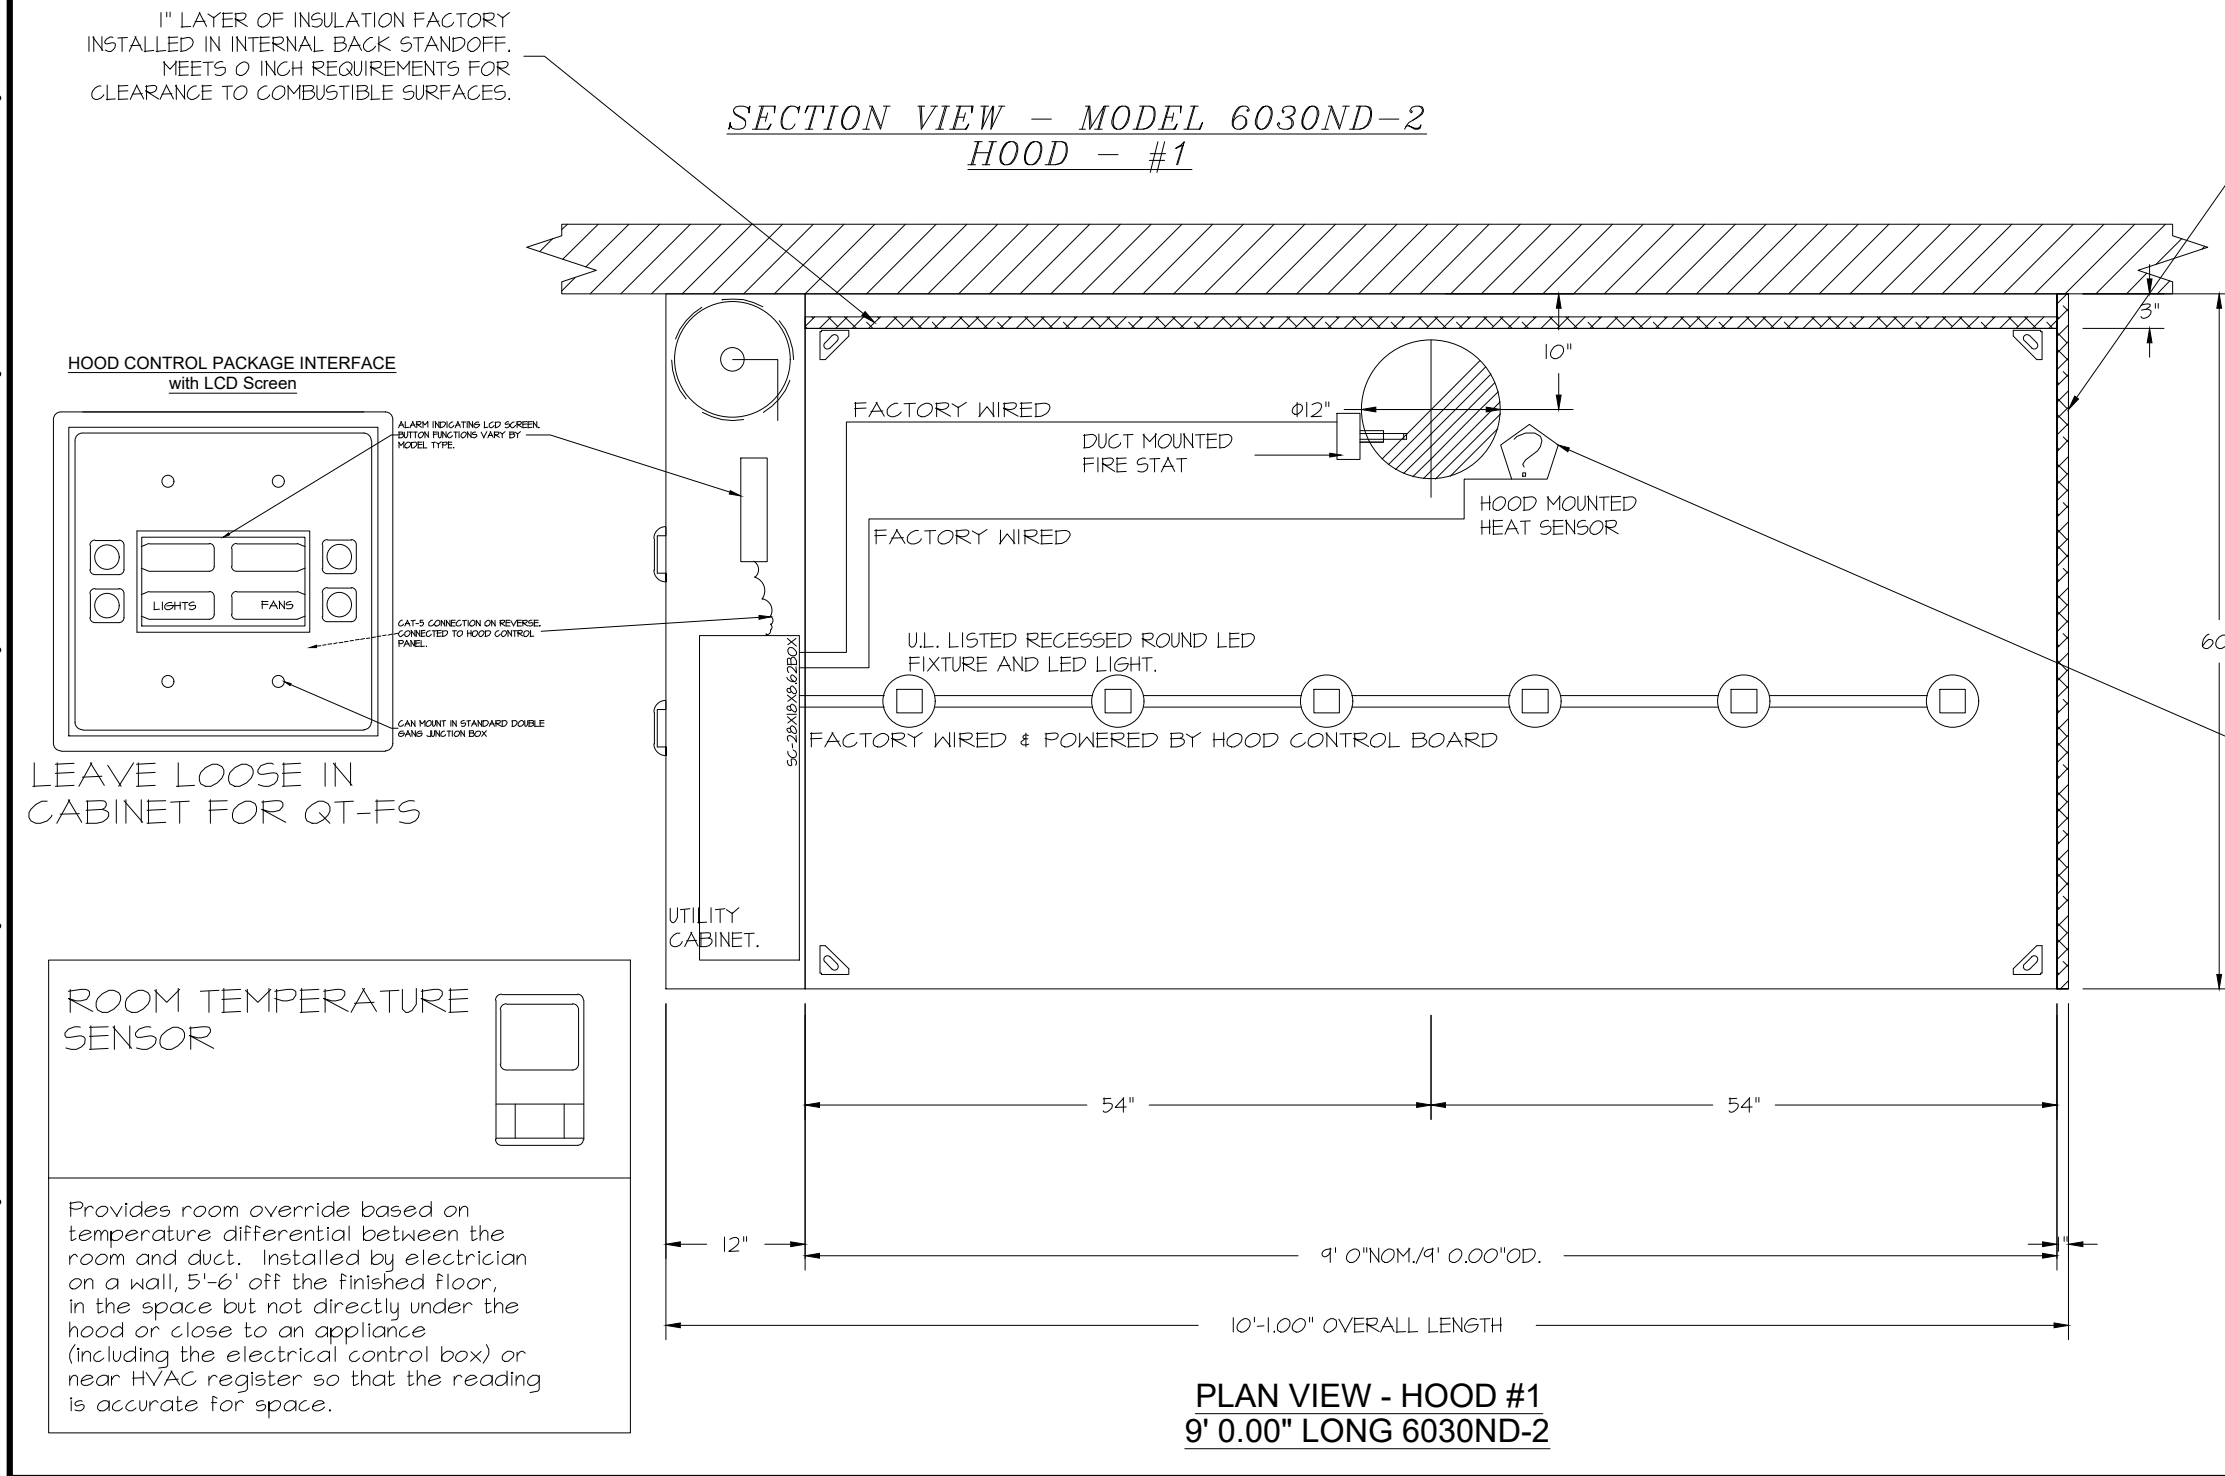 1" LAYER OF INSULATION FACTORY
INSTALLED IN INTERNAL BACK STANDOFF.
MEETS 0 INCH REQUIREMENTS FOR
CLEARANCE TO COMBUSTIBLE SURFACES.
SECTION VIEW - MODEL 6030ND-2
HOOD - #1
3"
10"
HOOD CONTROL PACKAGE INTERFACE
with LCD Screen
ALARM INDICATING LCD SCREEN.
BUTTON FUNCTIONS VARY BY
MODEL TYPE.
LIGHTS
FANS
CAT-5 CONNECTION ON REVERSE.
CONNECTED TO HOOD CONTROL
PANEL.
CAN MOUNT IN STANDARD DOUBLE
GANG JUNCTION BOX
LEAVE LOOSE IN
CABINET FOR QT-FS
FACTORY WIRED
Φ12"
DUCT MOUNTED
FIRE STAT
HOOD MOUNTED
HEAT SENSOR
?
FACTORY WIRED
60
U.L. LISTED RECESSED ROUND LED
FIXTURE AND LED LIGHT.
SC-28X18X8.62BOX
FACTORY WIRED & POWERED BY HOOD CONTROL BOARD
UTILITY
CABINET.
ROOM TEMPERATURE
SENSOR
Provides room override based on
temperature differential between the
room and duct. Installed by electrician
on a wall, 5'-6' off the finished floor,
in the space but not directly under the
hood or close to an appliance
(including the electrical control box) or
near HVAC register so that the reading
is accurate for space.
54"
54"
12"
9' 0"NOM./9' 0.00"OD.
1"
10'-1.00" OVERALL LENGTH
PLAN VIEW - HOOD #1
9' 0.00" LONG 6030ND-2